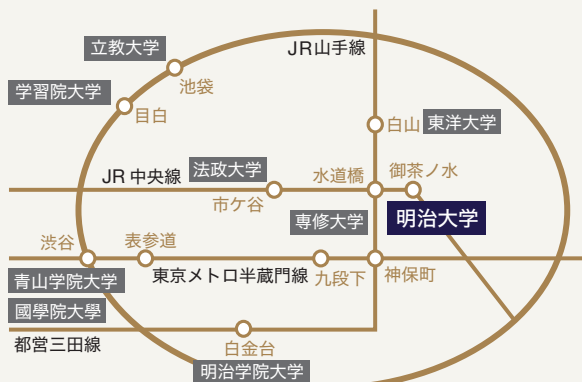 JR山手線
立教大学
池袋
学習院大学
目白
白山
東洋大学
法政大学
水道橋
御茶ノ水
JR 中央線
市ケ谷
専修大学
明治大学
渋谷
表参道
青山学院大学
東京メトロ半蔵門線
九段下
神保町
國學院大學
都営三田線
白金台
明治学院大学